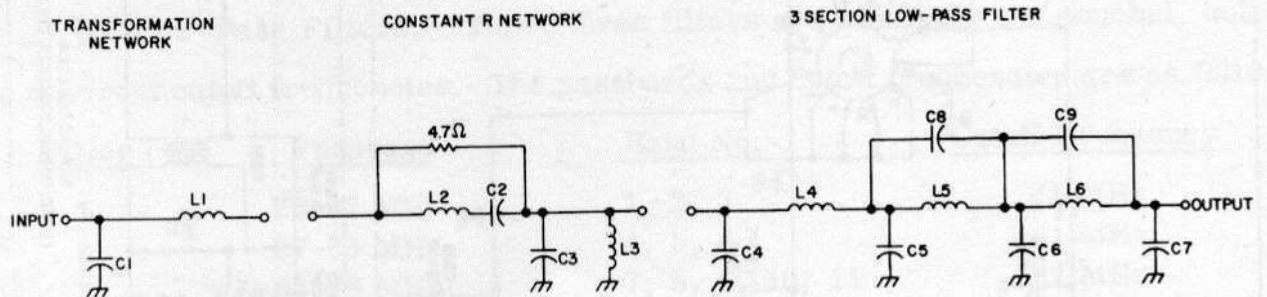 TRANSFORMATION
NETWORK
CONSTANT R NETWORK
3 SECTION LOW-PASS FILTER
4.7Ω
C8
C9
L1
L2
C2
L4
L5
L6
INPUT
OUTPUT
C1
C3
L3
C4
C5
C6
C7